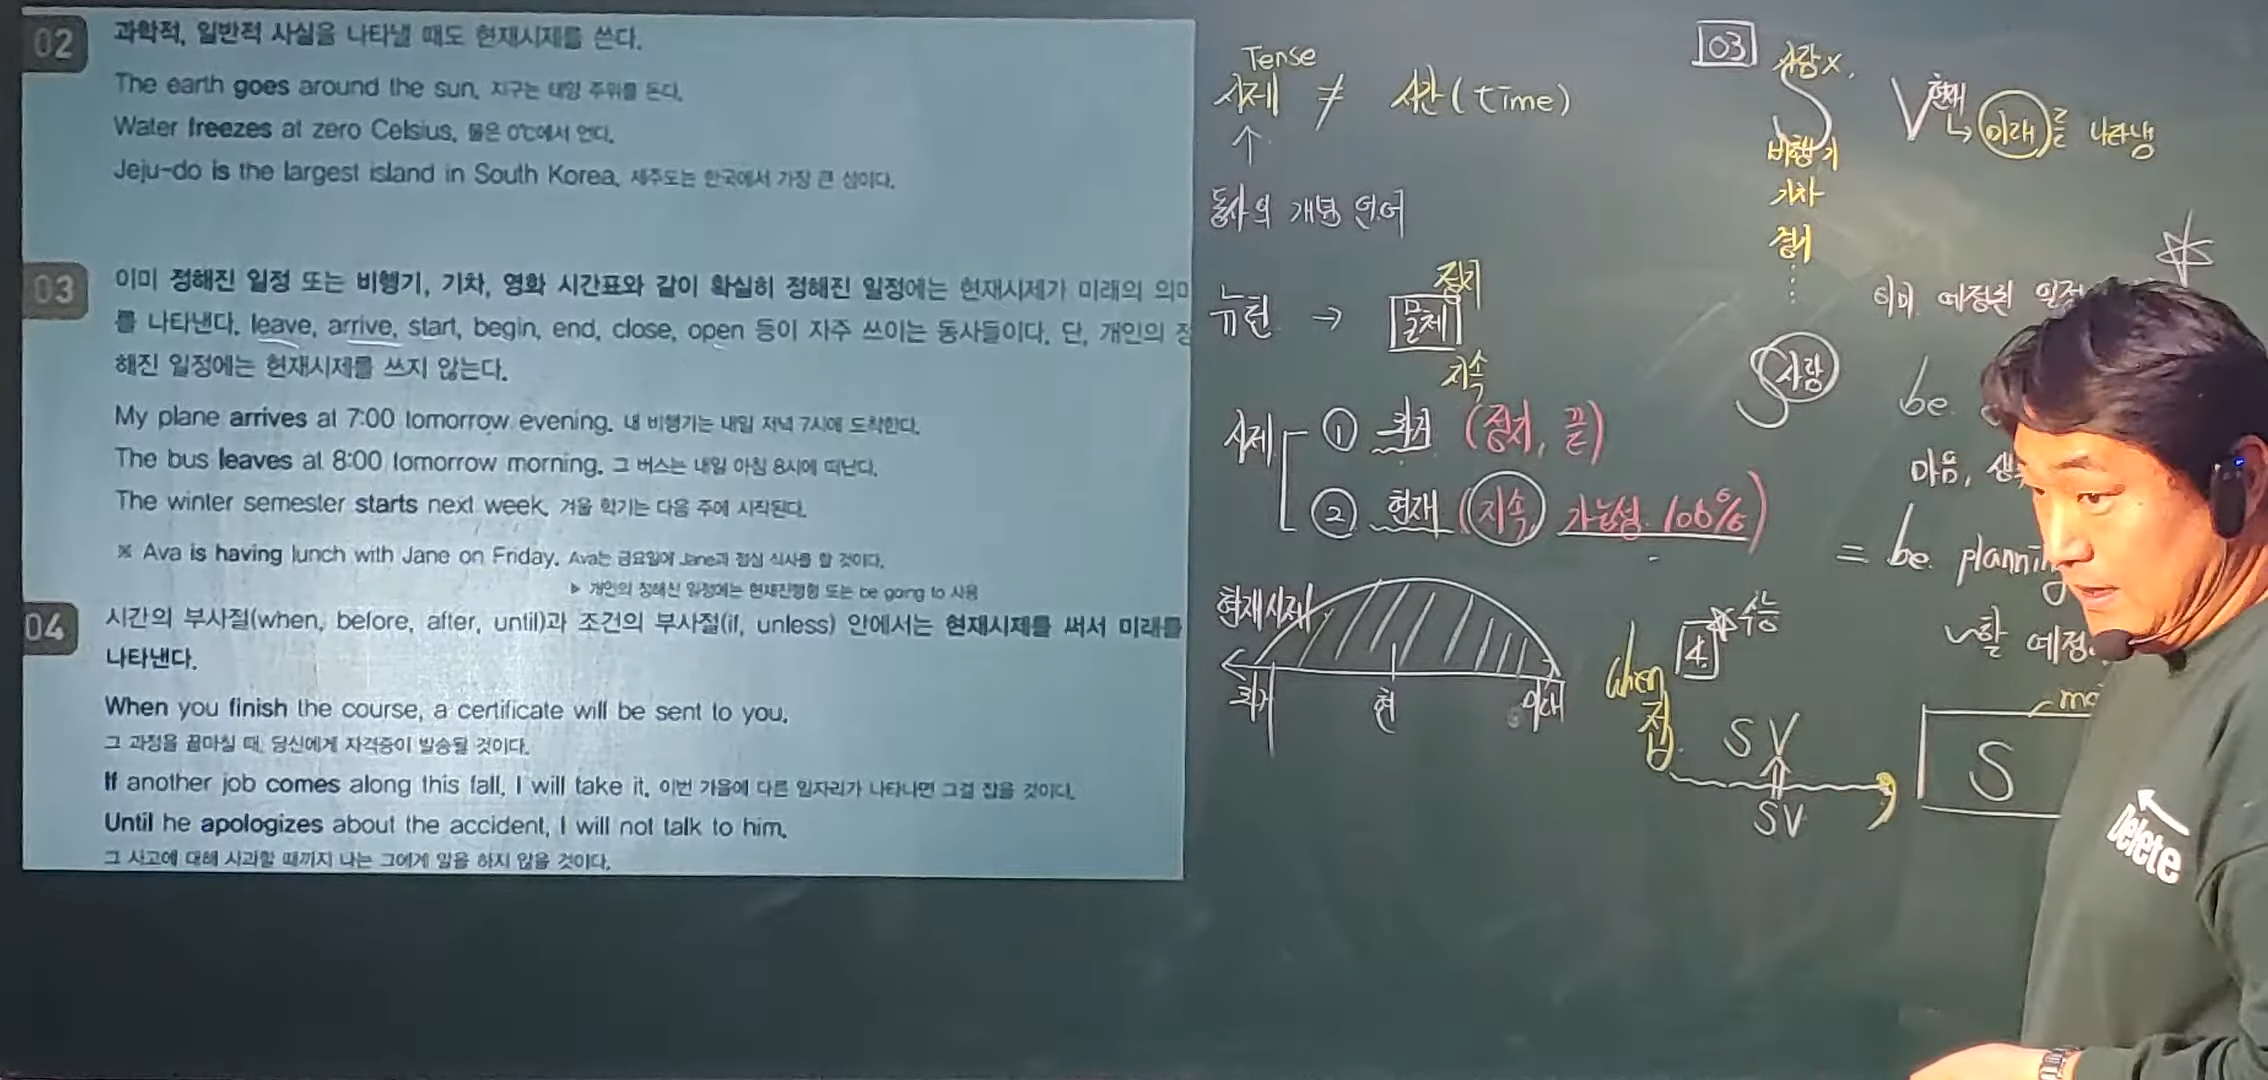 02
과학적, 일반적 사실을 나타낼 때도 현재시제를 쓴다.
The earth goes around the sun. 지구는 태양 주위를 돈다.
Water freezes at zero Celsius. 물은 0℃에서 언다.
Jeju-do is the largest island in South Korea. 제주도는 한국에서 가장 큰 섬이다.
03
이미 정해진 일정 또는 비행기, 기차, 영화 시간표와 같이 확실히 정해진 일정에는 현재시제가 미래의 의미
를 나타낸다. leave, arrive, start, begin, end, close, open 등이 자주 쓰이는 동사들이다. 단, 개인의 정
해진 일정에는 현재시제를 쓰지 않는다.
My plane arrives at 7:00 tomorrow evening. 내 비행기는 내일 저녁 7시에 도착한다.
The bus leaves at 8:00 tomorrow morning. 그 버스는 내일 아침 8시에 떠난다.
The winter semester starts next week. 겨울 학기는 다음 주에 시작된다.
※ Ava is having lunch with Jane on Friday. Ava는 금요일에 Jane과 점심 식사를 할 것이다.
▶ 개인의 정해진 일정에는 현재진행형 또는 be going to 사용
04
시간의 부사절(when, before, after, until)과 조건의 부사절(if, unless) 안에서는 현재시제를 써서 미래를
나타낸다.
When you finish the course, a certificate will be sent to you.
그 과정을 끝마칠 때, 당신에게 자격증이 발송될 것이다.
If another job comes along this fall, I will take it. 이번 가을에 다른 일자리가 나타나면 그걸 잡을 것이다.
Until he apologizes about the accident, I will not talk to him.
그 사고에 대해 사과할 때까지 나는 그에게 말을 하지 않을 것이다.
Tense
시제 ≠ 시간 (time)
↑
동사의 개념 언어
정지
뉴턴 → 물체
지속
시제 ① 과거 (정지, 끝)
② 현재 (지속, 가능성 100%)
현재시제
과거 현 미래
03 사람 X.
S V 현재
↳ 미래를 나타냄
비행기
기차
경기
이미 예정된 일정
S 사람
be
마음,
= be planning
~할 예정
4. ☆수능
when
접 S V
S V
S
Delete